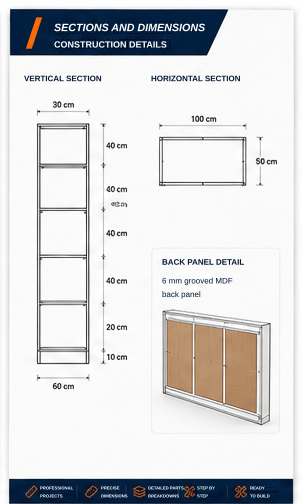 SECTIONS AND DIMENSIONS
CONSTRUCTION DETAILS
VERTICAL SECTION
HORIZONTAL SECTION
30 cm
40 cm
40 cm
40 cm
40 cm
20 cm
10 cm
60 cm
100 cm
50 cm
BACK PANEL DETAIL
6 mm grooved MDF
back panel
PROFESSIONAL
PROJECTS
PRECISE
DIMENSIONS
DETAILED PARTS
BREAKDOWNS
STEP BY
STEP
READY
TO BUILD